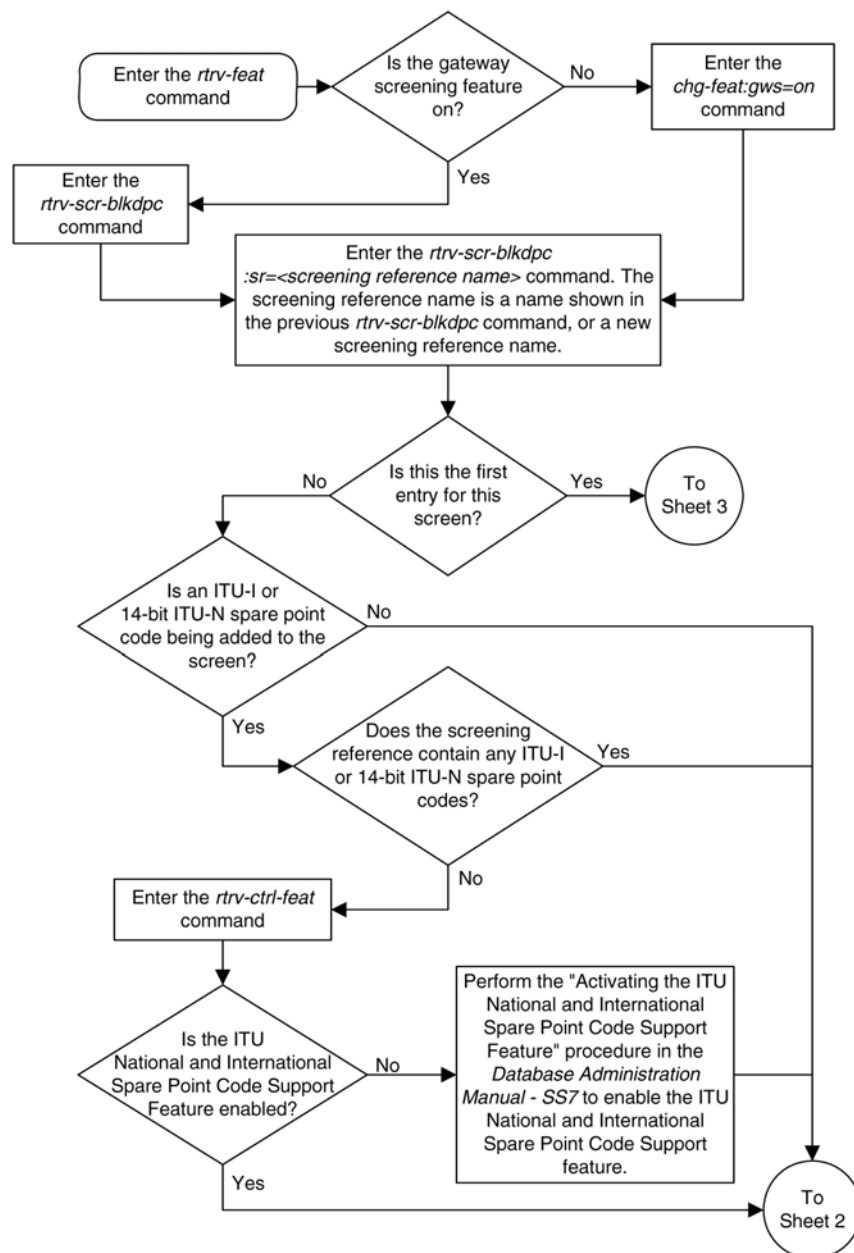 Enter the rtrv-feat
command
Is the gateway
screening feature
on?
No
Enter the
chg-feat:gws=on
command
Yes
Enter the
rtrv-scr-blkdpc
command
Enter the rtrv-scr-blkdpc
:sr=<screening reference name> command. The
screening reference name is a name shown in
the previous rtrv-scr-blkdpc command, or a new
screening reference name.
Is this the first
entry for this
screen?
No
Yes
To
Sheet 3
Is an ITU-I or
14-bit ITU-N spare point
code being added to the
screen?
No
Yes
Does the screening
reference contain any ITU-I
or 14-bit ITU-N spare point
codes?
Yes
No
Enter the rtrv-ctrl-feat
command
Is the ITU
National and International
Spare Point Code Support
Feature enabled?
No
Perform the "Activating the ITU
National and International
Spare Point Code Support
Feature" procedure in the
Database Administration
Manual - SS7 to enable the ITU
National and International
Spare Point Code Support
feature.
Yes
To
Sheet 2